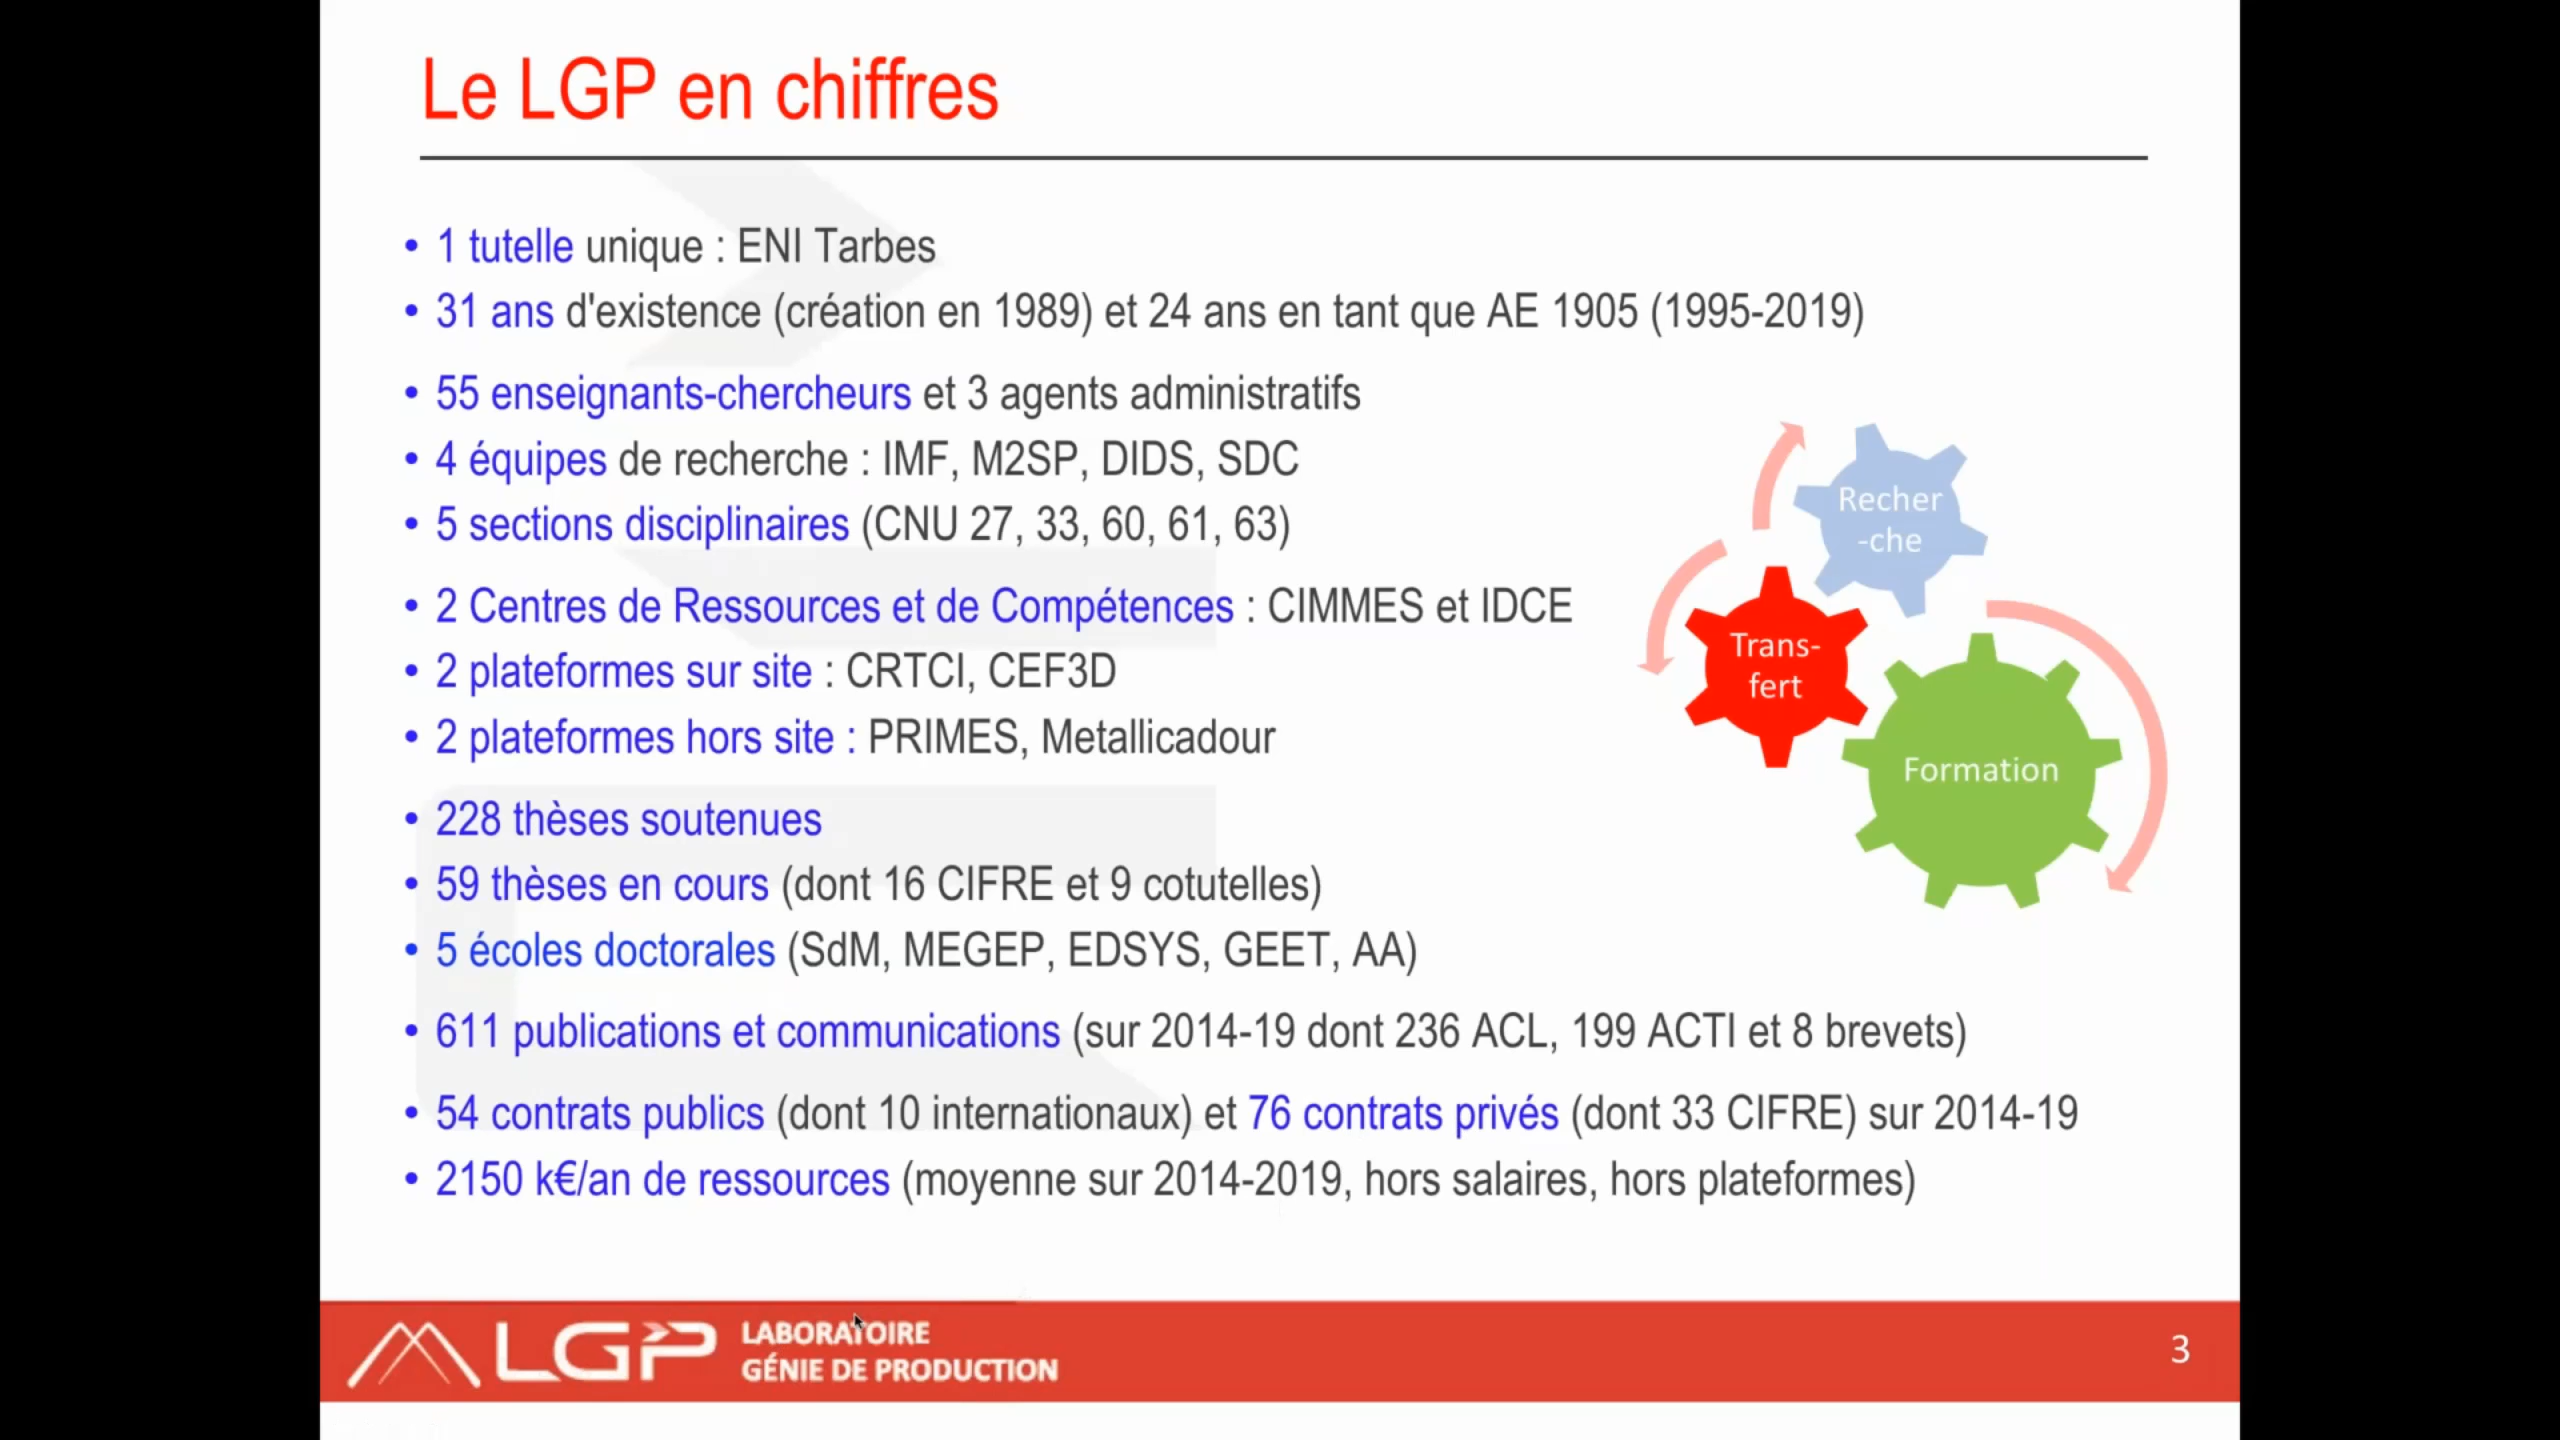 Le LGP en chiffres
• 1 tutelle unique : ENI Tarbes
• 31 ans d'existence (création en 1989) et 24 ans en tant que AE 1905 (1995-2019)
• 55 enseignants-chercheurs et 3 agents administratifs
• 4 équipes de recherche : IMF, M2SP, DIDS, SDC
• 5 sections disciplinaires (CNU 27, 33, 60, 61, 63)
• 2 Centres de Ressources et de Compétences : CIMMES et IDCE
• 2 plateformes sur site : CRTCI, CEF3D
• 2 plateformes hors site : PRIMES, Metallicadour
• 228 thèses soutenues
• 59 thèses en cours (dont 16 CIFRE et 9 cotutelles)
• 5 écoles doctorales (SdM, MEGEP, EDSYS, GEET, AA)
• 611 publications et communications (sur 2014-19 dont 236 ACL, 199 ACTI et 8 brevets)
• 54 contrats publics (dont 10 internationaux) et 76 contrats privés (dont 33 CIFRE) sur 2014-19
• 2150 k€/an de ressources (moyenne sur 2014-2019, hors salaires, hors plateformes)
Recher
-che
Trans-
fert
Formation
LGP
LABORATOIRE
GÉNIE DE PRODUCTION
3